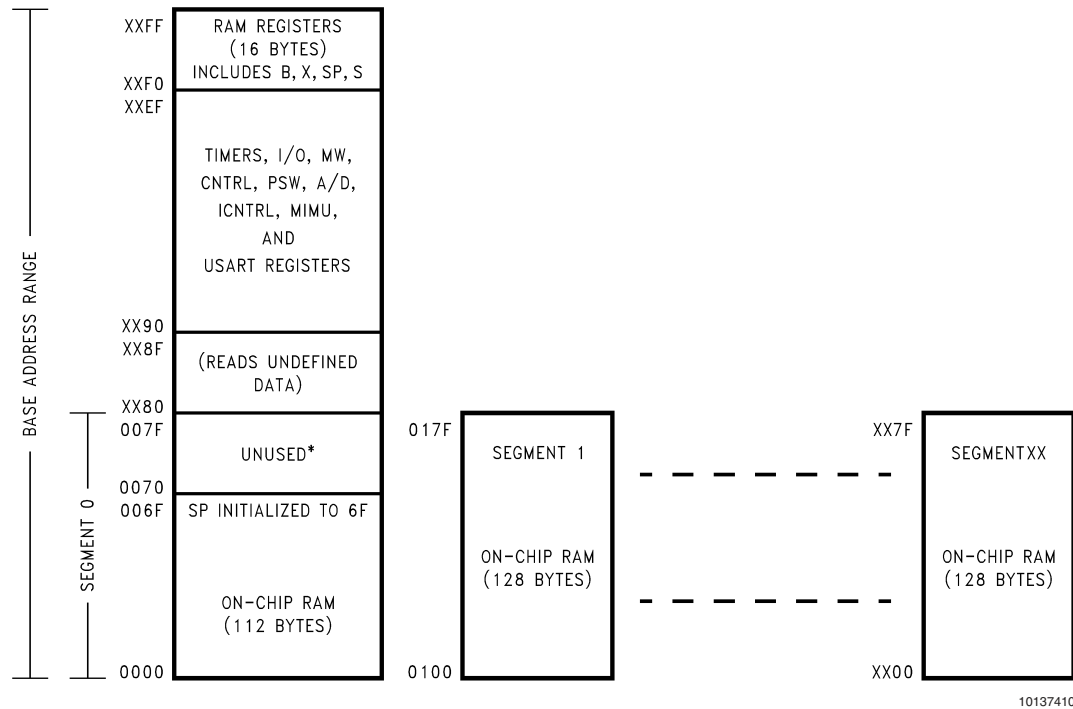 XXFF
RAM REGISTERS
(16 BYTES)
INCLUDES B, X, SP, S
XXF0
XXEF
TIMERS, I/O, MW,
CNTRL, PSW, A/D,
ICNTRL, MIMU,
AND
USART REGISTERS
BASE ADDRESS RANGE
XX90
XX8F
(READS UNDEFINED
DATA)
XX80
007F
UNUSED*
0070
006F
SP INITIALIZED TO 6F
SEGMENT 0
ON-CHIP RAM
(112 BYTES)
0000
017F
SEGMENT 1
ON-CHIP RAM
(128 BYTES)
0100
XX7F
SEGMENTXX
ON-CHIP RAM
(128 BYTES)
XX00
10137410